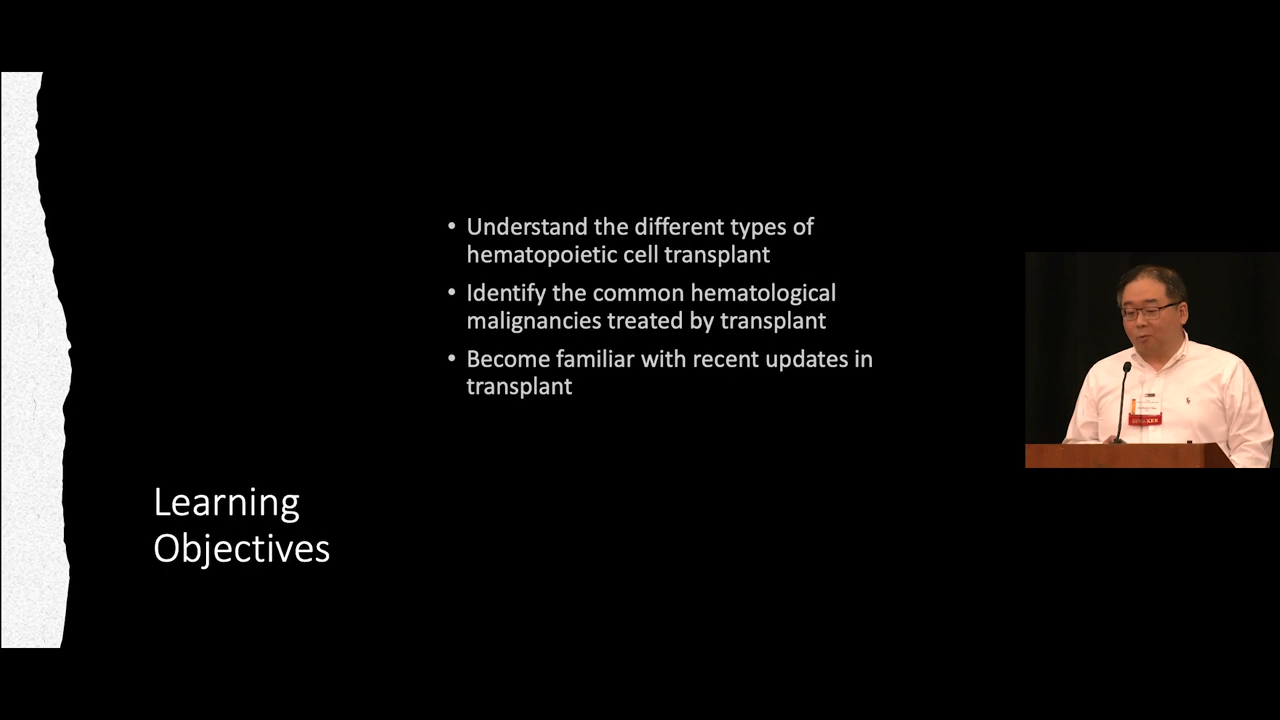 Learning
Objectives
• Understand the different types of
hematopoietic cell transplant
• Identify the common hematological
malignancies treated by transplant
• Become familiar with recent updates in
transplant
SPEAKER